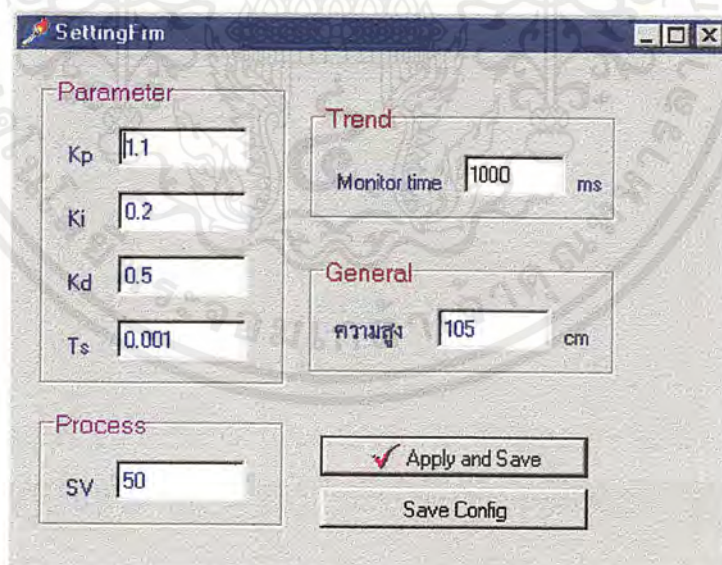 SettingFrm
Parameter
Kp 1.1
Ki 0.2
Kd 0.5
Ts 0.001
Trend
Monitor time 1000 ms
General
ความสูง 105 cm
Process
SV 50
Apply and Save
Save Config